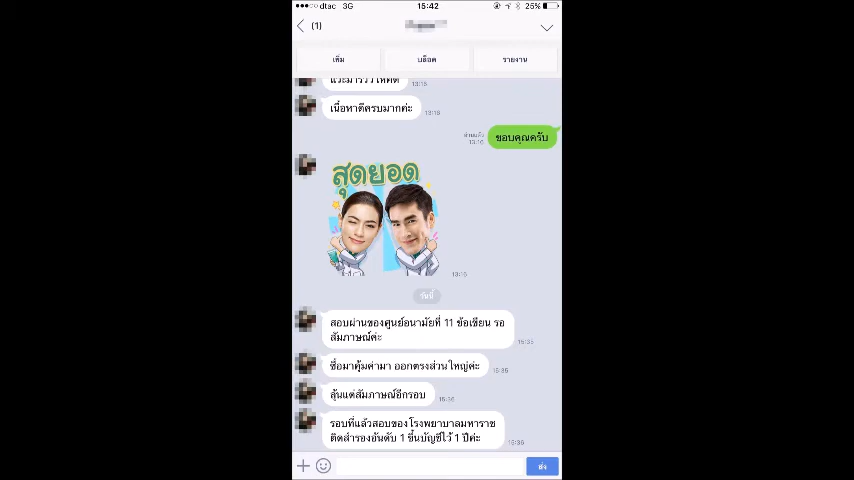 dtac 3G 15:42 25%
(1)
เพิ่ม บล็อค รายงาน
13:16
เนื้อหาดีครบมากค่ะ
13:16
อ่านแล้ว
13:16
ขอบคุณครับ
สุดยอด
13:16
วันนี้
สอบผ่านของศูนย์อนามัยที่ 11 ข้อเขียน รอ
สัมภาษณ์ค่ะ
15:35
ซื้อมาคุ้มค่ามา ออกตรงส่วนใหญ่ค่ะ
15:35
ลุ้นแต่สัมภาษณ์อีกรอบ
15:36
รอบที่แล้วสอบของโรงพยาบาลมหาราช
ติดสำรองอันดับ 1 ขึ้นบัญชีไว้ 1 ปีค่ะ
15:36
ส่ง